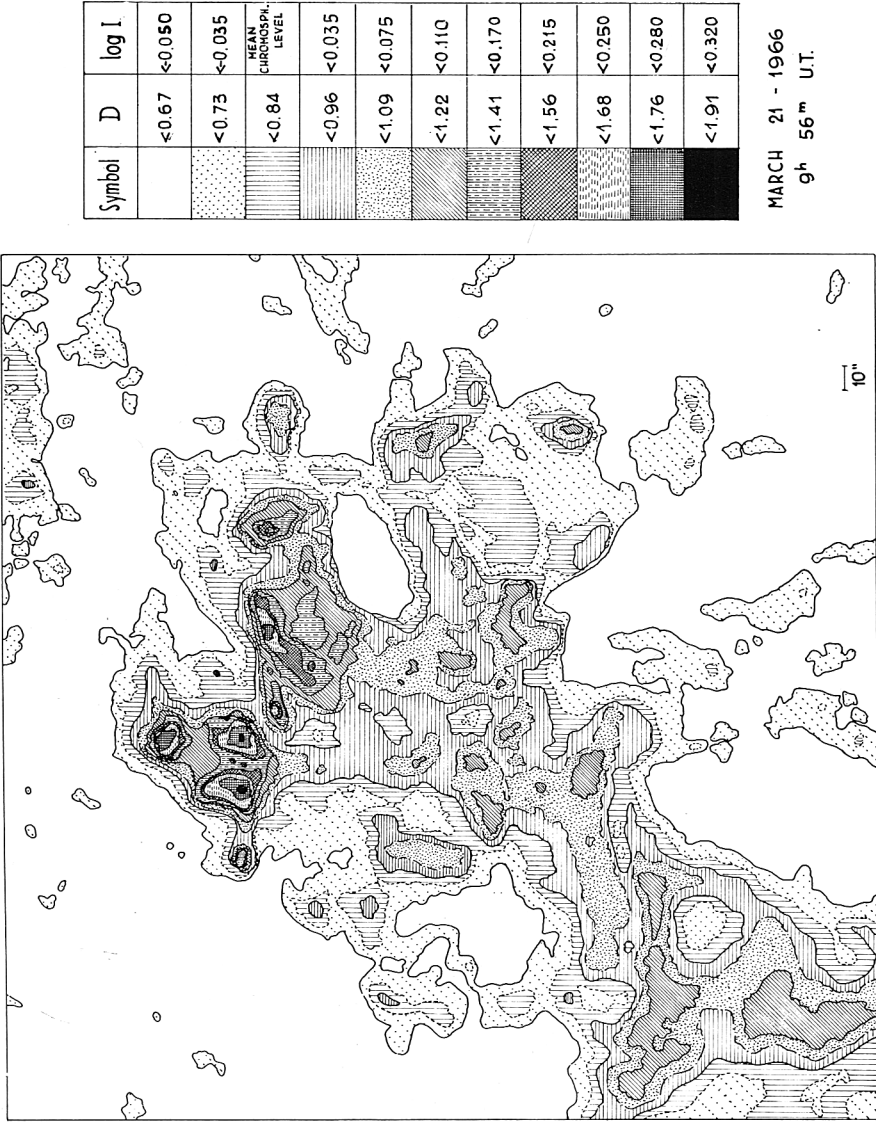 Symbol D log I
<0.67 <-0.050
<0.73 <-0.035
<0.84 MEAN CHROMOSPH. LEVEL
<0.96 <0.035
<1.09 <0.075
<1.22 <0.110
<1.41 <0.170
<1.56 <0.215
<1.68 <0.250
<1.76 <0.280
<1.91 <0.320
MARCH 21 - 1966
9h 56m U.T.
10"